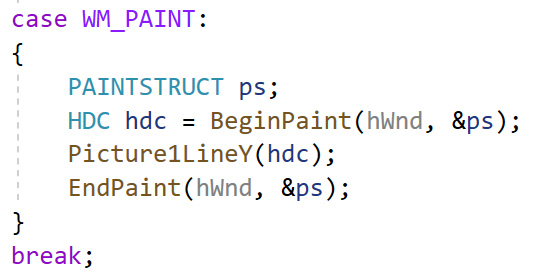 case WM_PAINT:
{
    PAINTSTRUCT ps;
    HDC hdc = BeginPaint(hWnd, &ps);
    Picture1LineY(hdc);
    EndPaint(hWnd, &ps);
}
break;